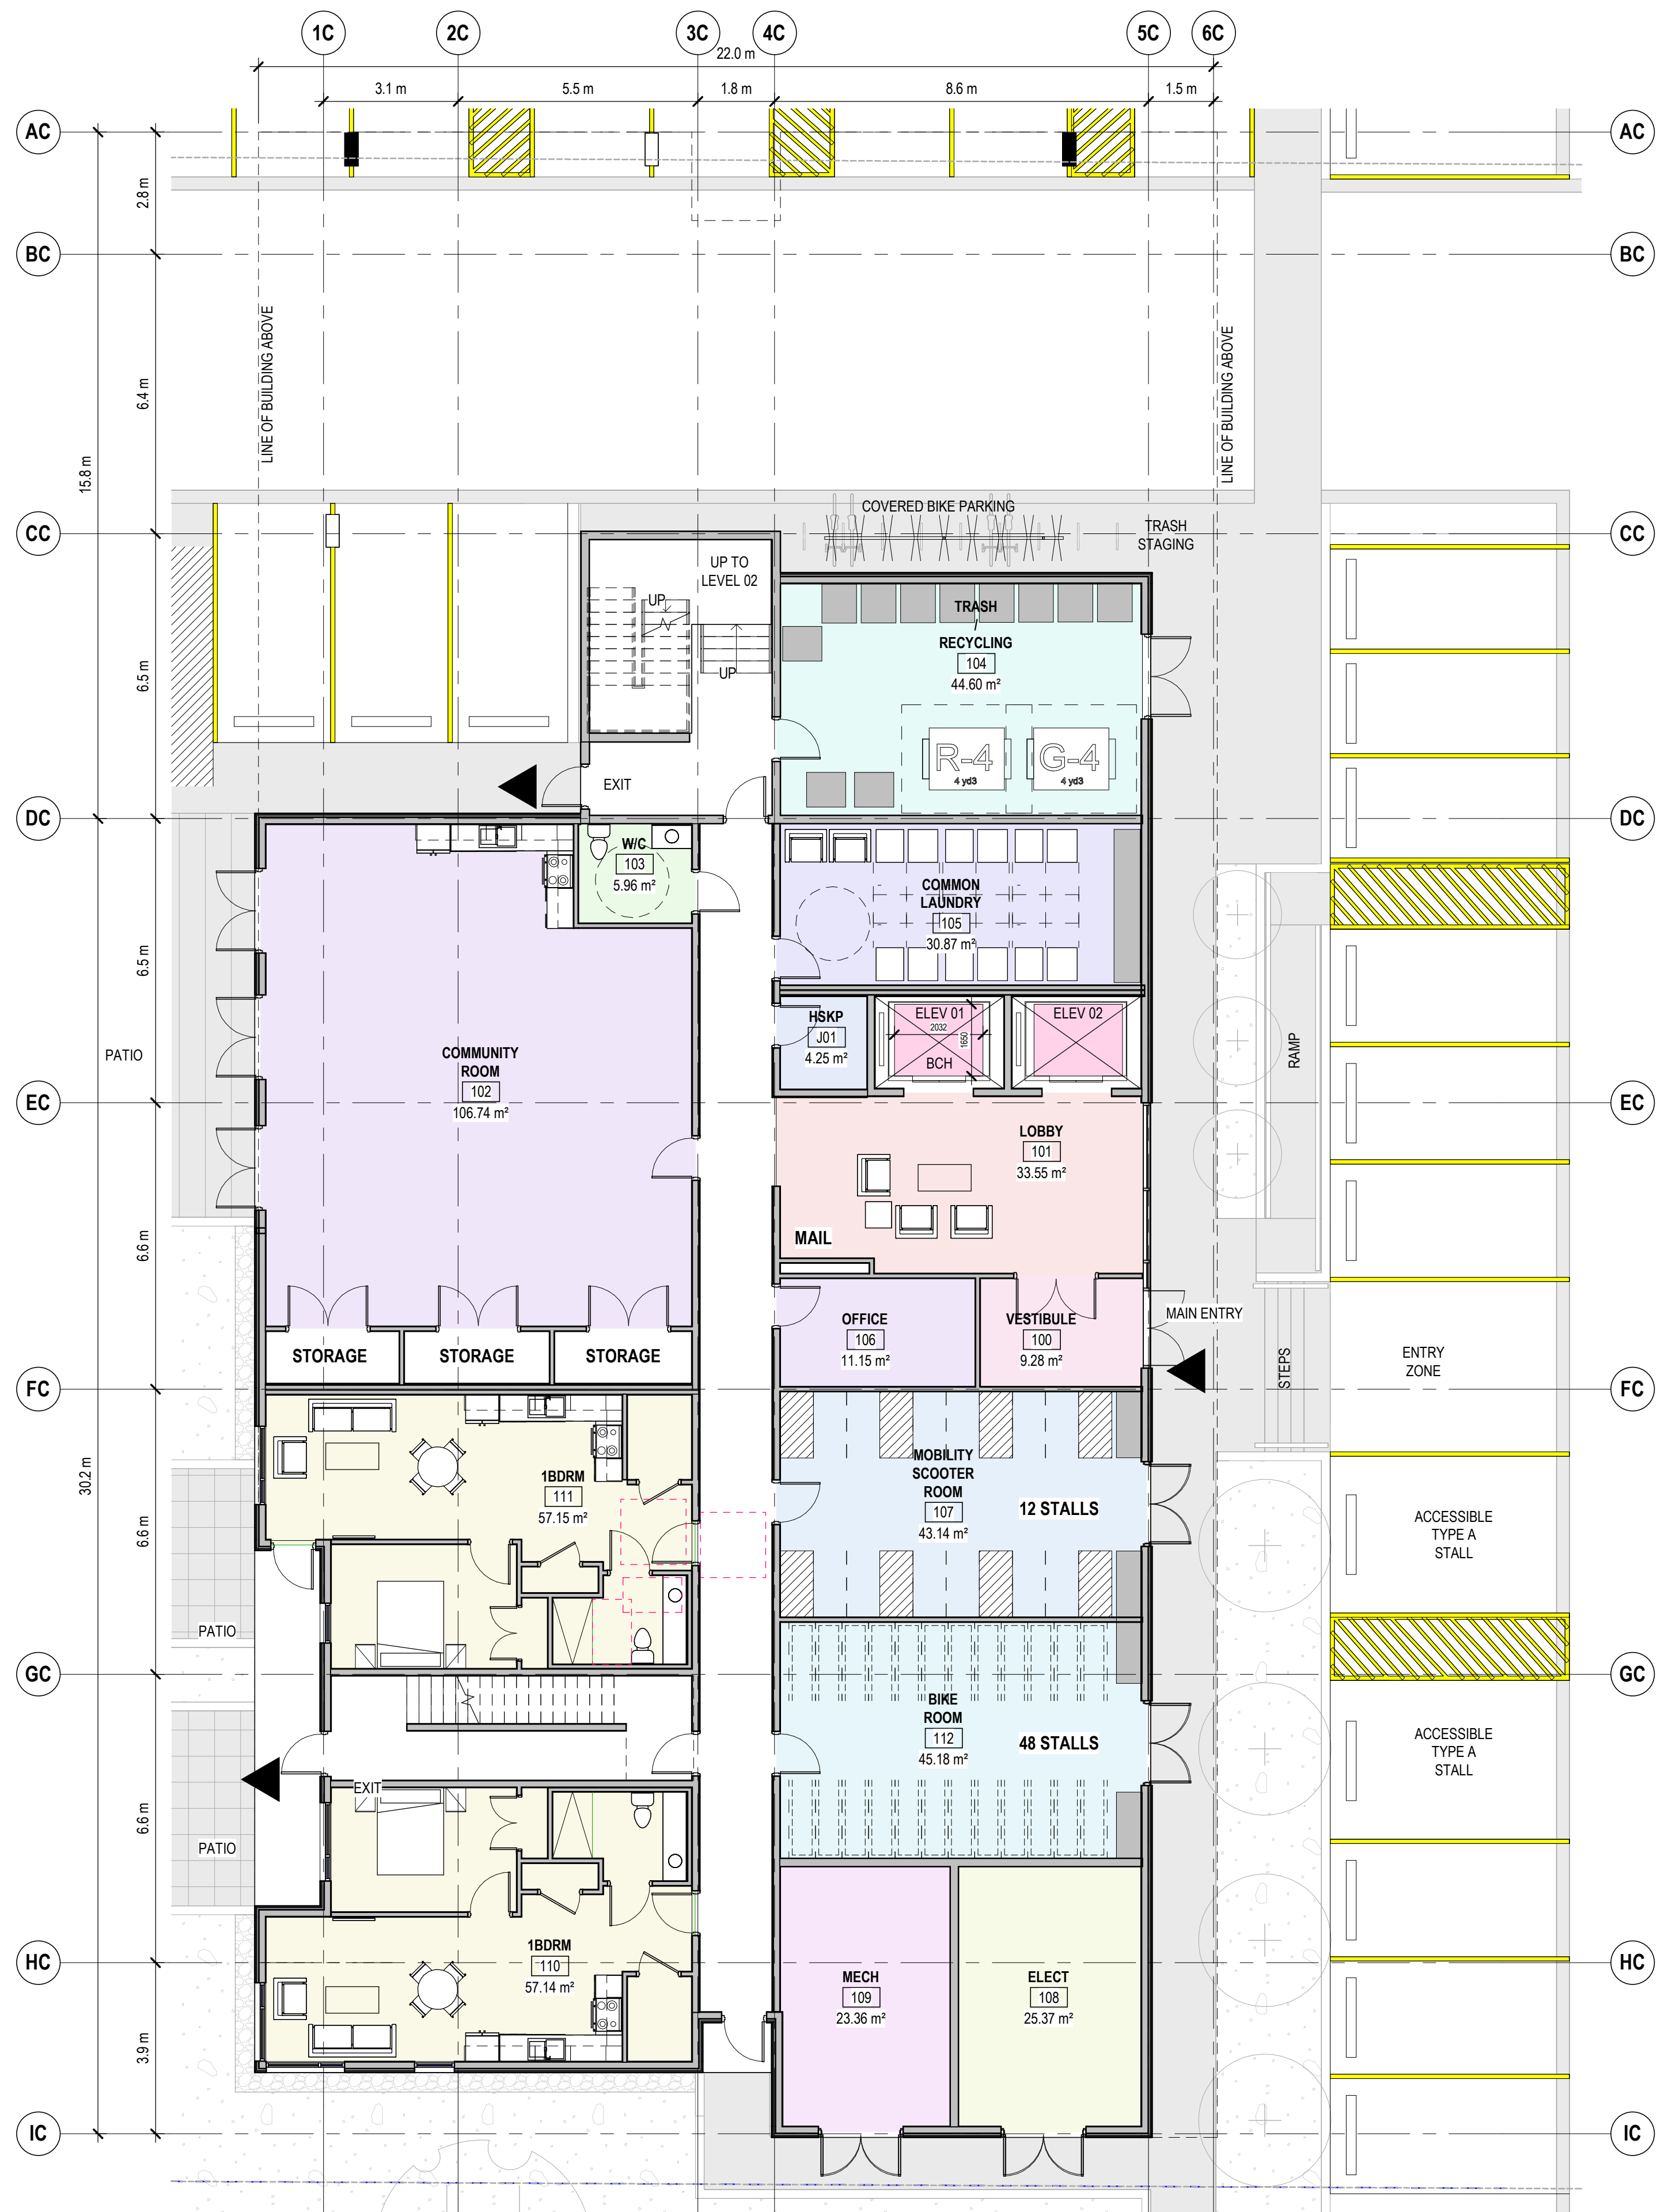 1C
2C
3C
4C
5C
6C
22.0 m
3.1 m
5.5 m
1.8 m
8.6 m
1.5 m
AC
AC
2.8 m
BC
BC
LINE OF BUILDING ABOVE
LINE OF BUILDING ABOVE
6.4 m
15.8 m
COVERED BIKE PARKING
TRASH
STAGING
CC
CC
UP TO
LEVEL 02
UP
UP
TRASH
/
RECYCLING
104
44.60 m²
6.5 m
R-4
4 yd3
G-4
4 yd3
EXIT
DC
DC
W/C
103
5.96 m²
COMMON
LAUNDRY
105
30.87 m²
6.5 m
HSKP
J01
4.25 m²
ELEV 01
2032
1650
BCH
ELEV 02
RAMP
PATIO
COMMUNITY
ROOM
102
106.74 m²
EC
EC
LOBBY
101
33.55 m²
MAIL
6.6 m
OFFICE
106
11.15 m²
VESTIBULE
100
9.28 m²
MAIN ENTRY
STORAGE
STORAGE
STORAGE
STEPS
ENTRY
ZONE
FC
FC
30.2 m
6.6 m
1BDRM
111
57.15 m²
MOBILITY
SCOOTER
ROOM
107
43.14 m²
12 STALLS
ACCESSIBLE
TYPE A
STALL
PATIO
GC
GC
BIKE
ROOM
112
45.18 m²
48 STALLS
ACCESSIBLE
TYPE A
STALL
EXIT
6.6 m
PATIO
HC
HC
1BDRM
110
57.14 m²
MECH
109
23.36 m²
ELECT
108
25.37 m²
3.9 m
IC
IC